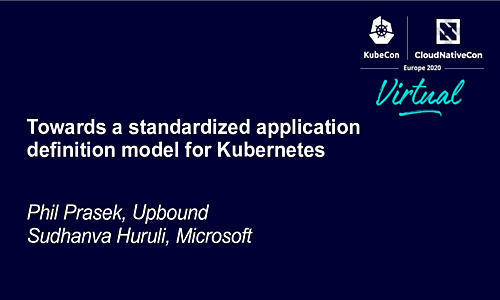 KubeCon
CloudNativeCon
Europe 2020
Virtual
Towards a standardized application
definition model for Kubernetes
Phil Prasek, Upbound
Sudhanva Huruli, Microsoft